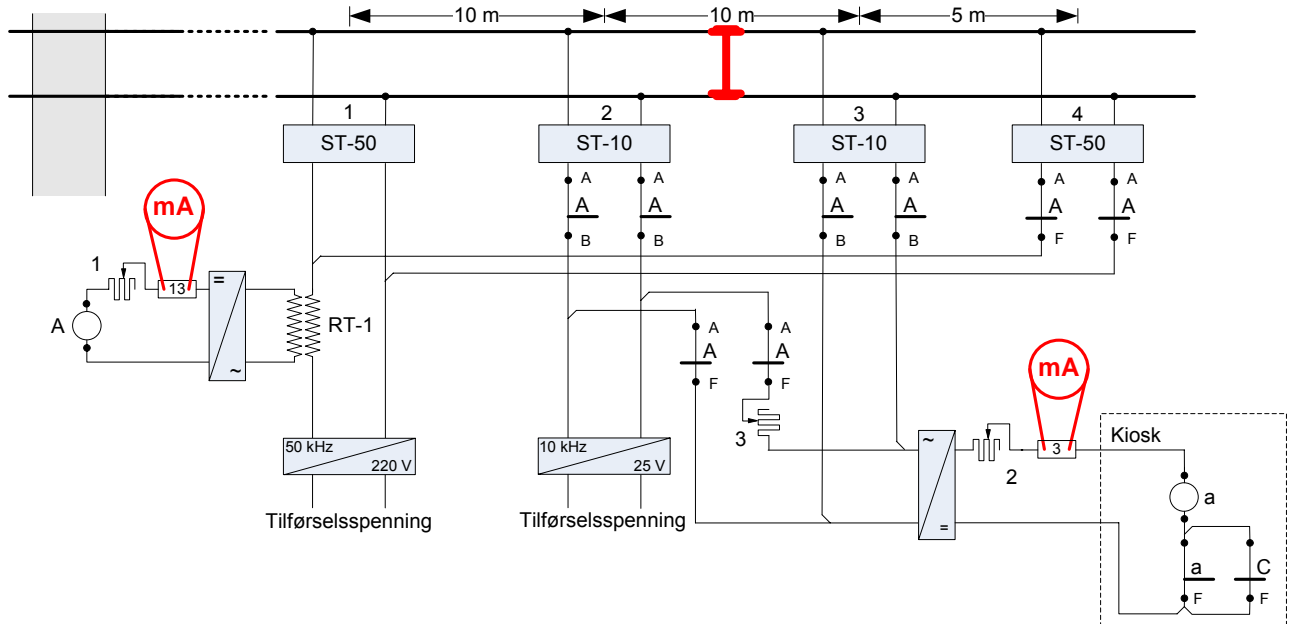 10 m 10 m 5 m
1 2 3 4
ST-50 ST-10 ST-10 ST-50
A A A A A A
A A A A
B B B B F F
mA
1
13
=
~
A
RT-1
A A
A A
F F
3
mA
2
3
~
=
50 kHz
220 V
10 kHz
25 V
Tilførselsspenning Tilførselsspenning
Kiosk
a
a C
F F